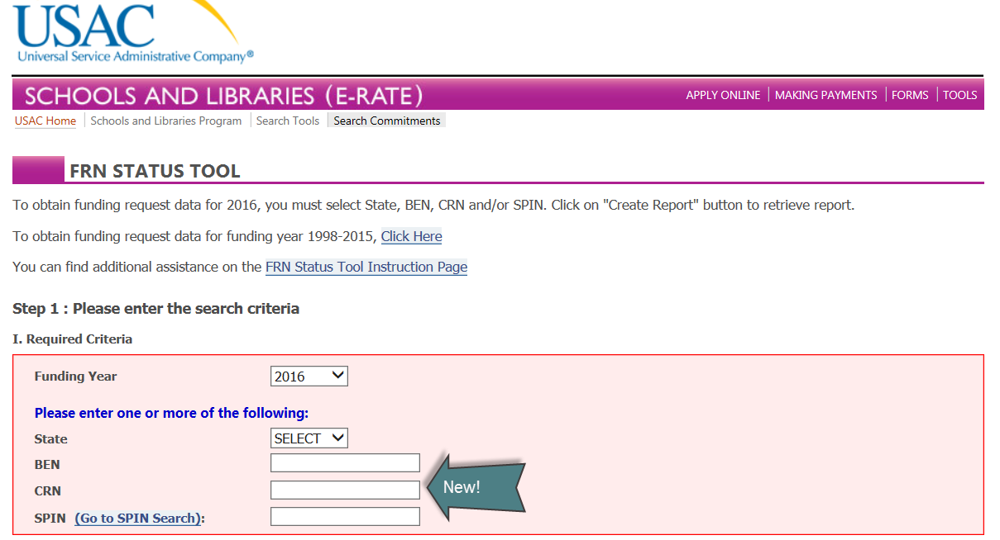 USAC
Universal Service Administrative Company®
SCHOOLS AND LIBRARIES (E-RATE)
APPLY ONLINE MAKING PAYMENTS FORMS TOOLS
USAC Home Schools and Libraries Program Search Tools Search Commitments
FRN STATUS TOOL
To obtain funding request data for 2016, you must select State, BEN, CRN and/or SPIN. Click on "Create Report" button to retrieve report.
To obtain funding request data for funding year 1998-2015, Click Here
You can find additional assistance on the FRN Status Tool Instruction Page
Step 1 : Please enter the search criteria
I. Required Criteria
Funding Year 2016
Please enter one or more of the following:
State SELECT
BEN
CRN New!
SPIN (Go to SPIN Search):